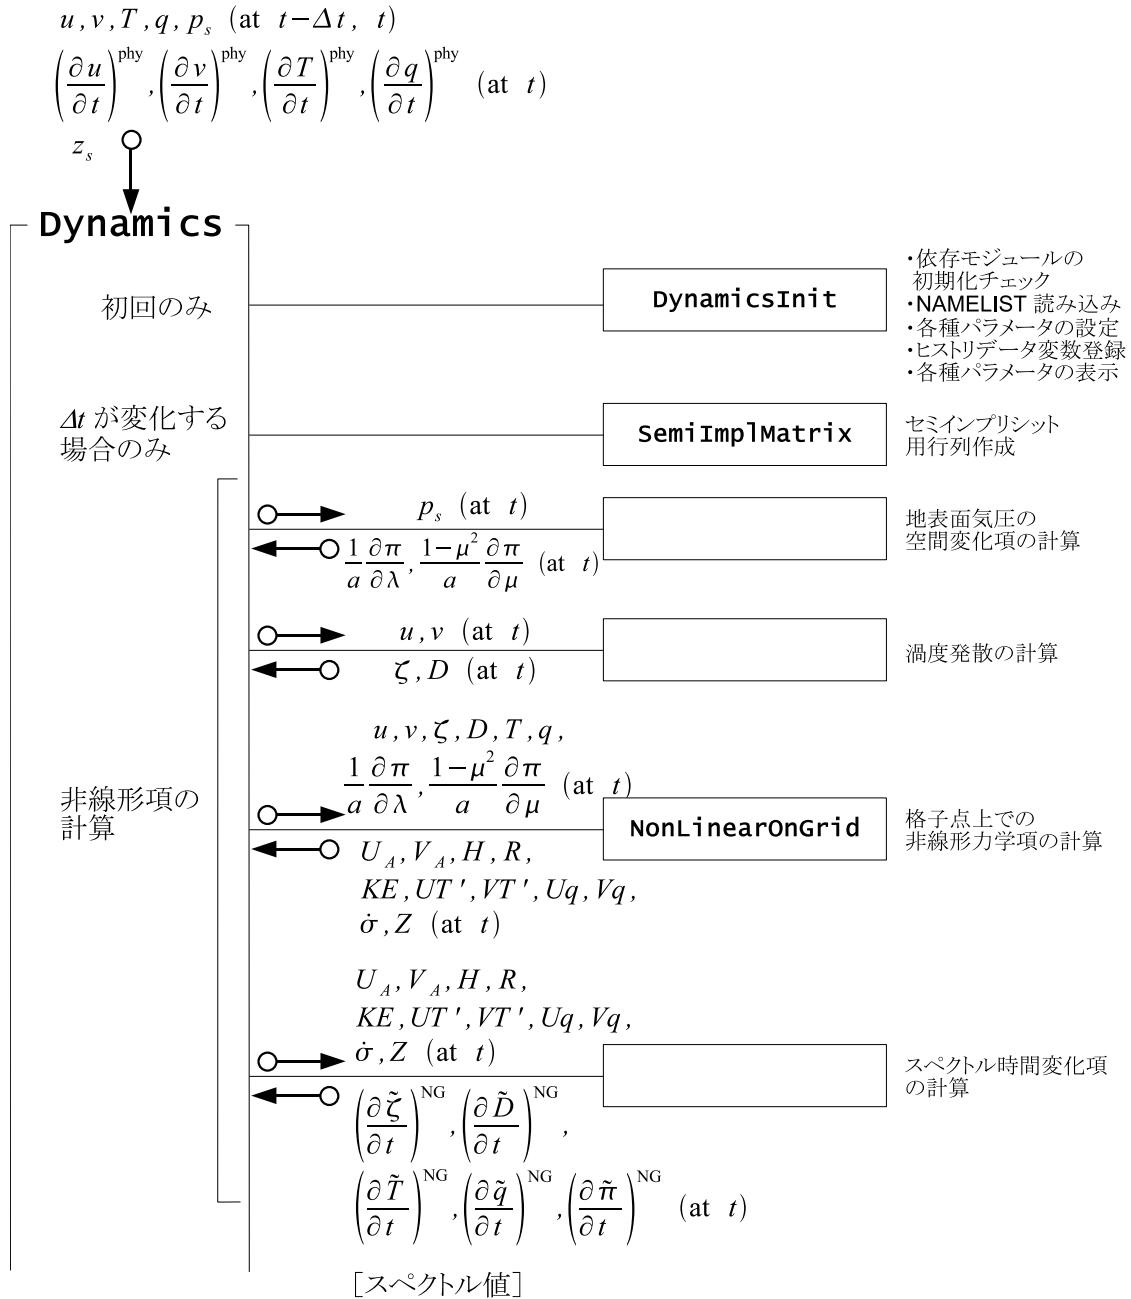 u, v, T, q, p_s (at t−Δt, t)
(∂u/∂t)^phy, (∂v/∂t)^phy, (∂T/∂t)^phy, (∂q/∂t)^phy (at t)
z_s
Dynamics
初回のみ
DynamicsInit
・依存モジュールの
初期化チェック
・NAMELIST 読み込み
・各種パラメータの設定
・ヒストリデータ変数登録
・各種パラメータの表示
Δt が変化する
場合のみ
SemiImplMatrix
セミインプリシット
用行列作成
p_s (at t)
1/a ∂π/∂λ, (1−μ²)/a ∂π/∂μ (at t)
地表面気圧の
空間変化項の計算
u, v (at t)
ζ, D (at t)
渦度発散の計算
非線形項の
計算
u, v, ζ, D, T, q,
1/a ∂π/∂λ, (1−μ²)/a ∂π/∂μ (at t)
NonLinearOnGrid
格子点上での
非線形力学項の計算
U_A, V_A, H, R,
KE, UT', VT', Uq, Vq,
σ̇, Z (at t)
U_A, V_A, H, R,
KE, UT', VT', Uq, Vq,
σ̇, Z (at t)
スペクトル時間変化項
の計算
(∂ζ̃/∂t)^NG, (∂D̃/∂t)^NG,
(∂T̃/∂t)^NG, (∂q̃/∂t)^NG, (∂π̃/∂t)^NG (at t)
[スペクトル値]